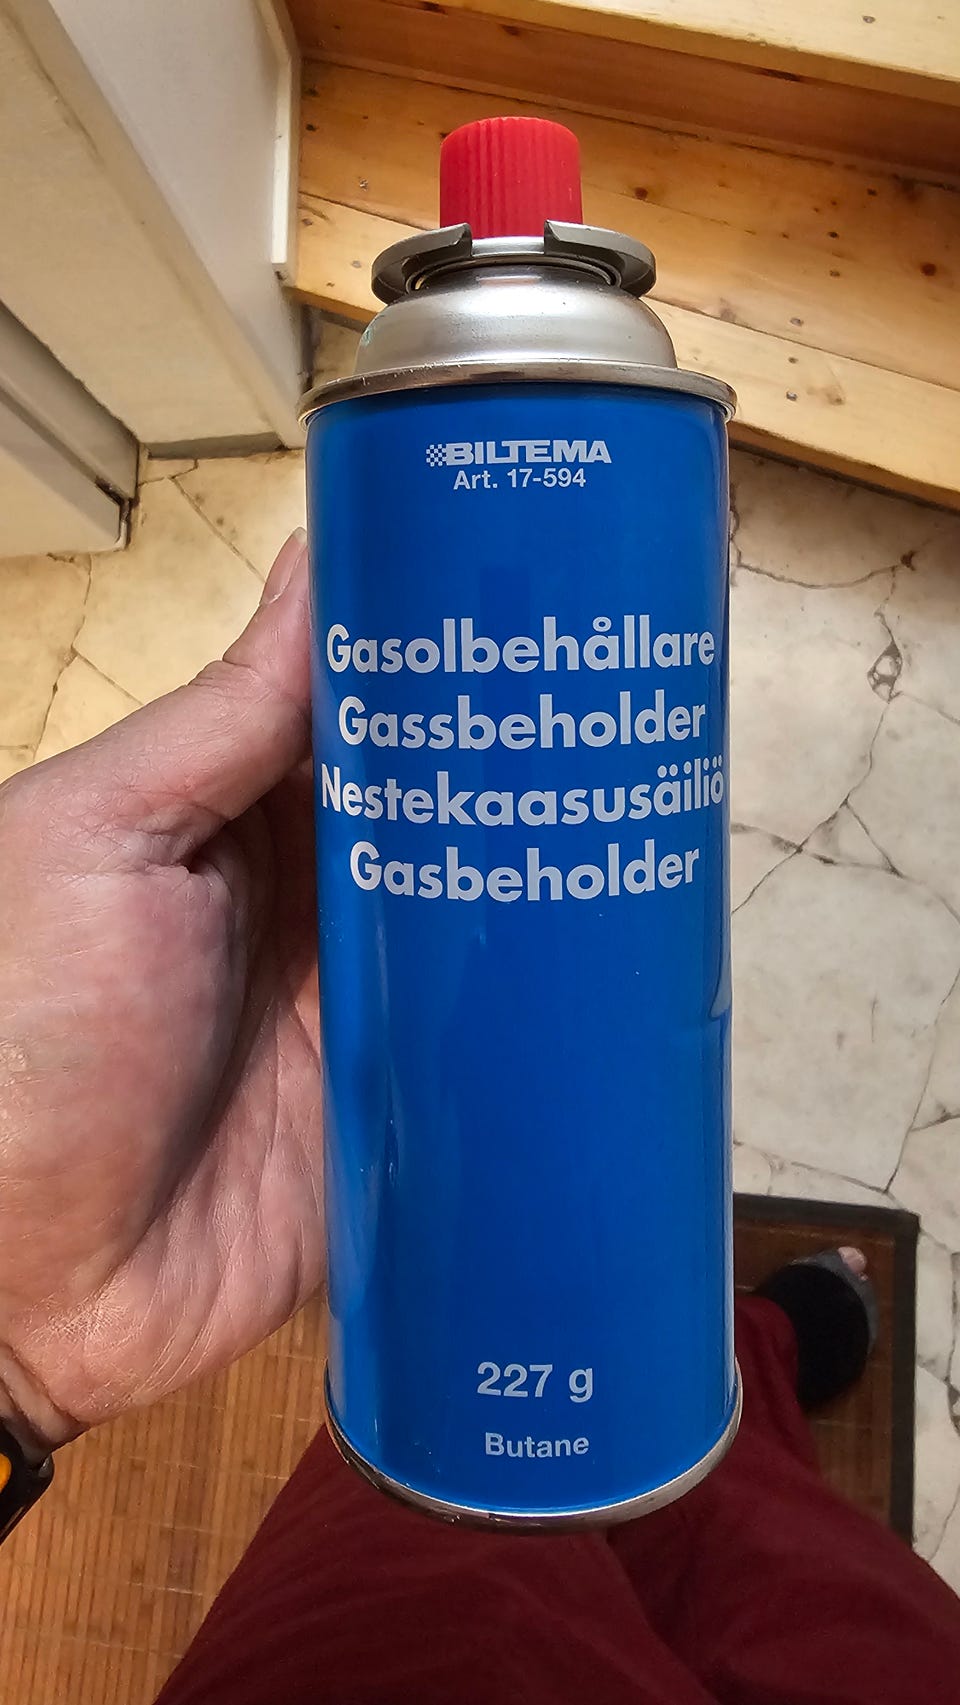 BILTEMA
Art. 17-594
Gasolbehållare
Gassbeholder
Nestekaasusäiliö
Gasbeholder
227 g
Butane